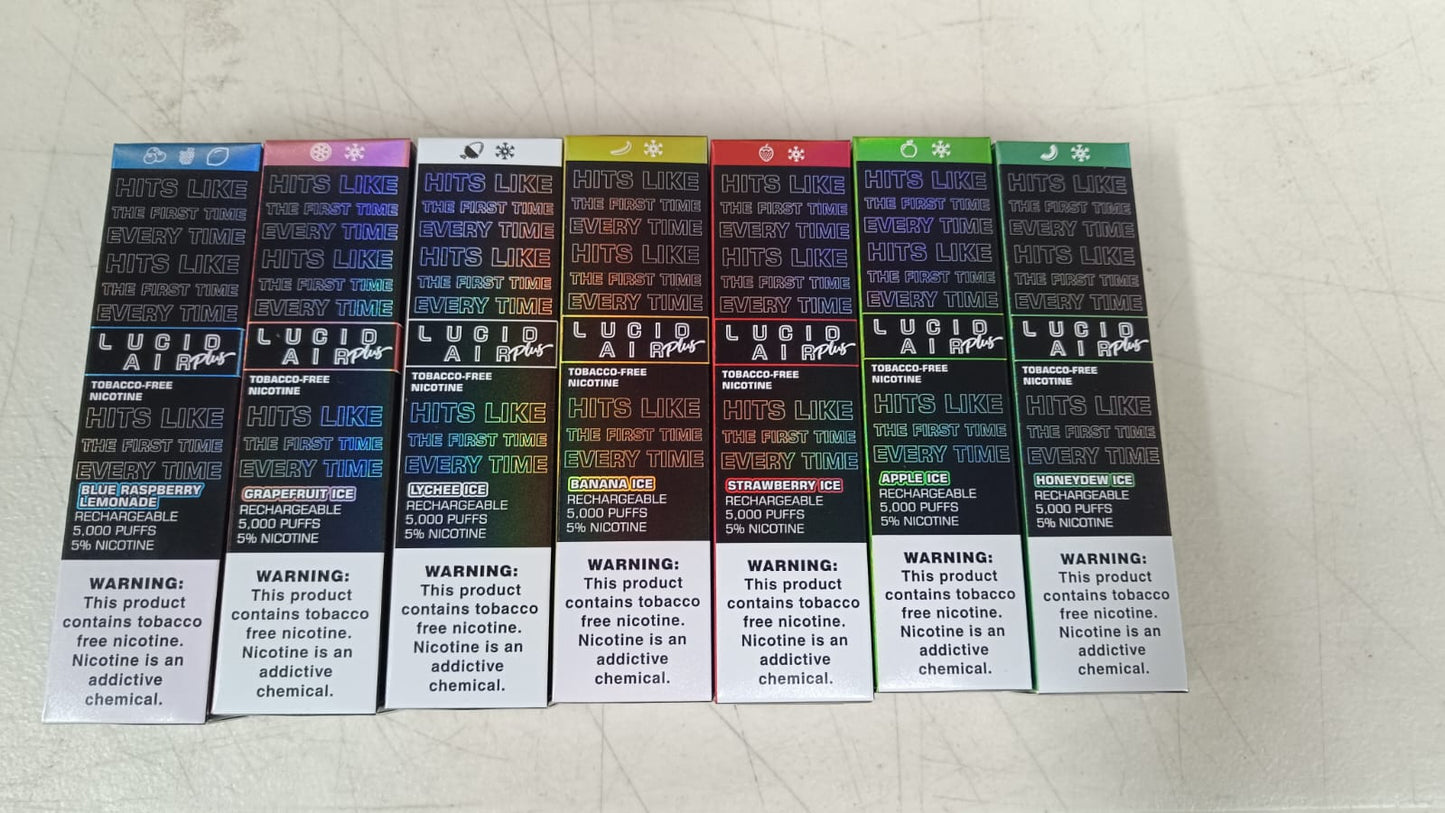 HITS LIKE
THE FIRST TIME
EVERY TIME
HITS LIKE
THE FIRST TIME
EVERY TIME
LUCID
AIR plus
TOBACCO-FREE
NICOTINE
HITS LIKE
THE FIRST TIME
EVERY TIME
BLUE RASPBERRY
LEMONADE
RECHARGEABLE
5,000 PUFFS
5% NICOTINE
WARNING:
This product
contains tobacco
free nicotine.
Nicotine is an
addictive
chemical.
HITS LIKE
THE FIRST TIME
EVERY TIME
HITS LIKE
THE FIRST TIME
EVERY TIME
LUCID
AIR plus
TOBACCO-FREE
NICOTINE
HITS LIKE
THE FIRST TIME
EVERY TIME
GRAPEFRUIT ICE
RECHARGEABLE
5,000 PUFFS
5% NICOTINE
WARNING:
This product
contains tobacco
free nicotine.
Nicotine is an
addictive
chemical.
HITS LIKE
THE FIRST TIME
EVERY TIME
HITS LIKE
THE FIRST TIME
EVERY TIME
LUCID
AIR plus
TOBACCO-FREE
NICOTINE
HITS LIKE
THE FIRST TIME
EVERY TIME
LYCHEE ICE
RECHARGEABLE
5,000 PUFFS
5% NICOTINE
WARNING:
This product
contains tobacco
free nicotine.
Nicotine is an
addictive
chemical.
HITS LIKE
THE FIRST TIME
EVERY TIME
HITS LIKE
THE FIRST TIME
EVERY TIME
LUCID
AIR plus
TOBACCO-FREE
NICOTINE
HITS LIKE
THE FIRST TIME
EVERY TIME
BANANA ICE
RECHARGEABLE
5,000 PUFFS
5% NICOTINE
WARNING:
This product
contains tobacco
free nicotine.
Nicotine is an
addictive
chemical.
HITS LIKE
THE FIRST TIME
EVERY TIME
HITS LIKE
THE FIRST TIME
EVERY TIME
LUCID
AIR plus
TOBACCO-FREE
NICOTINE
HITS LIKE
THE FIRST TIME
EVERY TIME
STRAWBERRY ICE
RECHARGEABLE
5,000 PUFFS
5% NICOTINE
WARNING:
This product
contains tobacco
free nicotine.
Nicotine is an
addictive
chemical.
HITS LIKE
THE FIRST TIME
EVERY TIME
HITS LIKE
THE FIRST TIME
EVERY TIME
LUCID
AIR plus
TOBACCO-FREE
NICOTINE
HITS LIKE
THE FIRST TIME
EVERY TIME
APPLE ICE
RECHARGEABLE
5,000 PUFFS
5% NICOTINE
WARNING:
This product
contains tobacco
free nicotine.
Nicotine is an
addictive
chemical.
HITS LIKE
THE FIRST TIME
EVERY TIME
HITS LIKE
THE FIRST TIME
EVERY TIME
LUCID
AIR plus
TOBACCO-FREE
NICOTINE
HITS LIKE
THE FIRST TIME
EVERY TIME
HONEYDEW ICE
RECHARGEABLE
5,000 PUFFS
5% NICOTINE
WARNING:
This product
contains tobacco
free nicotine.
Nicotine is an
addictive
chemical.